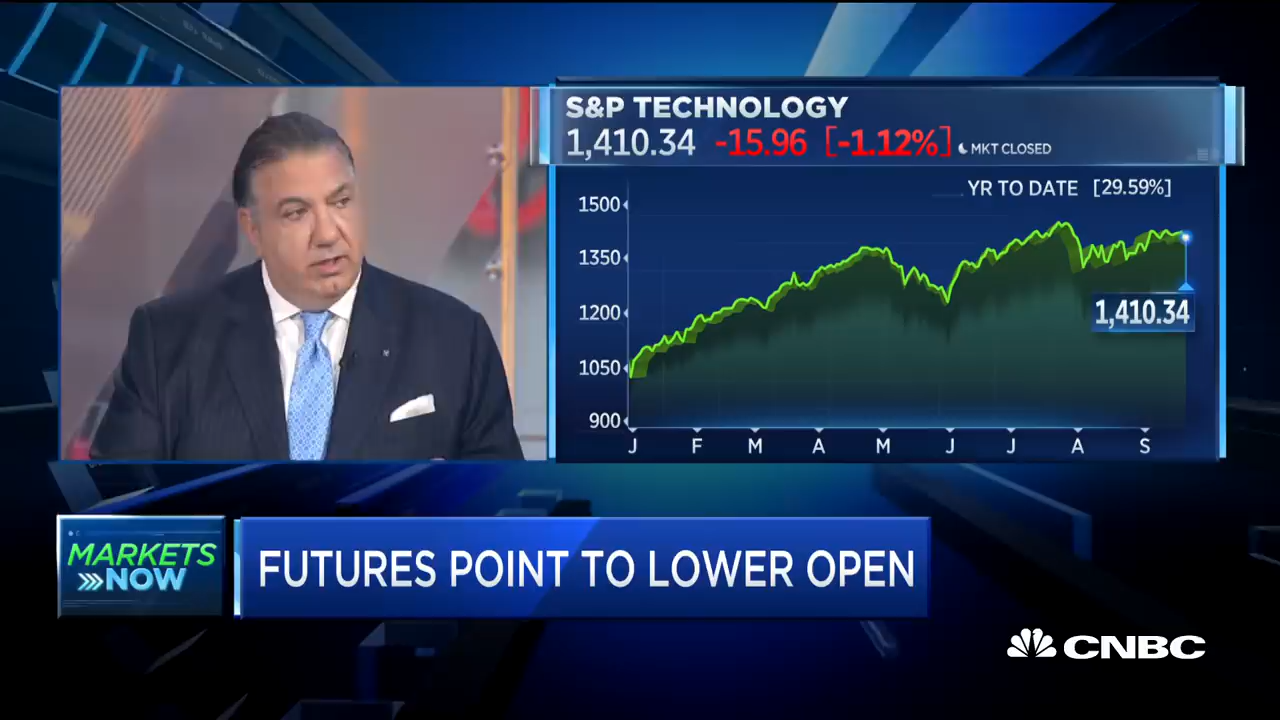 S&P TECHNOLOGY
1,410.34 -15.96 [-1.12%] MKT CLOSED
YR TO DATE [29.59%]
1500
1350
1200
1050
900
1,410.34
J F M A M J J A S
MARKETS
NOW
FUTURES POINT TO LOWER OPEN
CNBC